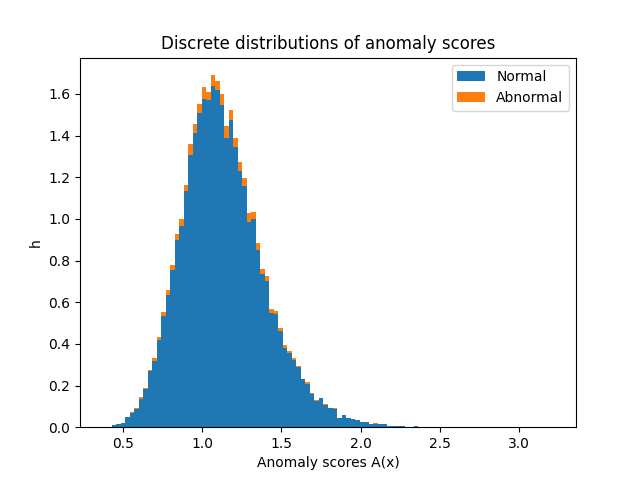 Discrete distributions of anomaly scores
Normal
Abnormal
1.6
1.4
1.2
1.0
0.8
0.6
0.4
0.2
0.0
h
0.5 1.0 1.5 2.0 2.5 3.0
Anomaly scores A(x)